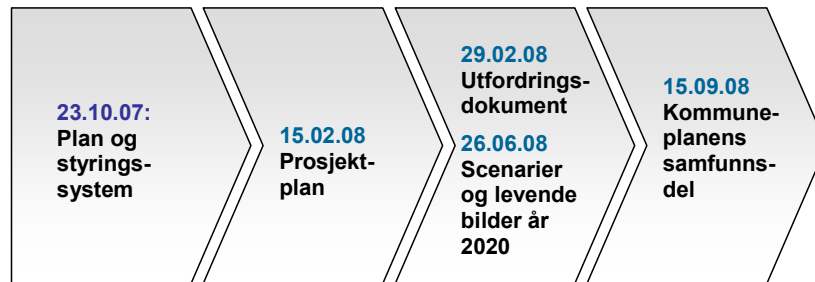 23.10.07:
Plan og
styrings-
system
15.02.08
Prosjekt-
plan
29.02.08
Utfordrings-
dokument
26.06.08
Scenarier
og levende
bilder år
2020
15.09.08
Kommune-
planens
samfunns-
del